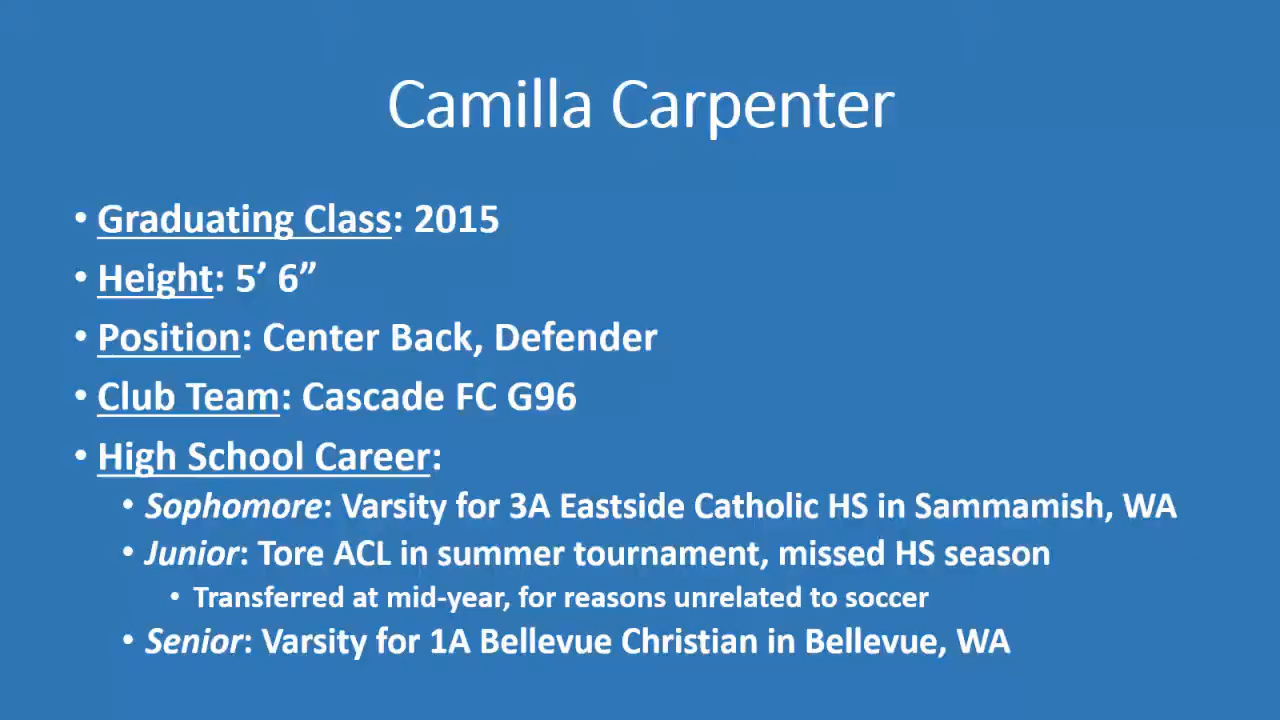 Camilla Carpenter
• Graduating Class: 2015
• Height: 5’ 6”
• Position: Center Back, Defender
• Club Team: Cascade FC G96
• High School Career:
• Sophomore: Varsity for 3A Eastside Catholic HS in Sammamish, WA
• Junior: Tore ACL in summer tournament, missed HS season
• Transferred at mid-year, for reasons unrelated to soccer
• Senior: Varsity for 1A Bellevue Christian in Bellevue, WA